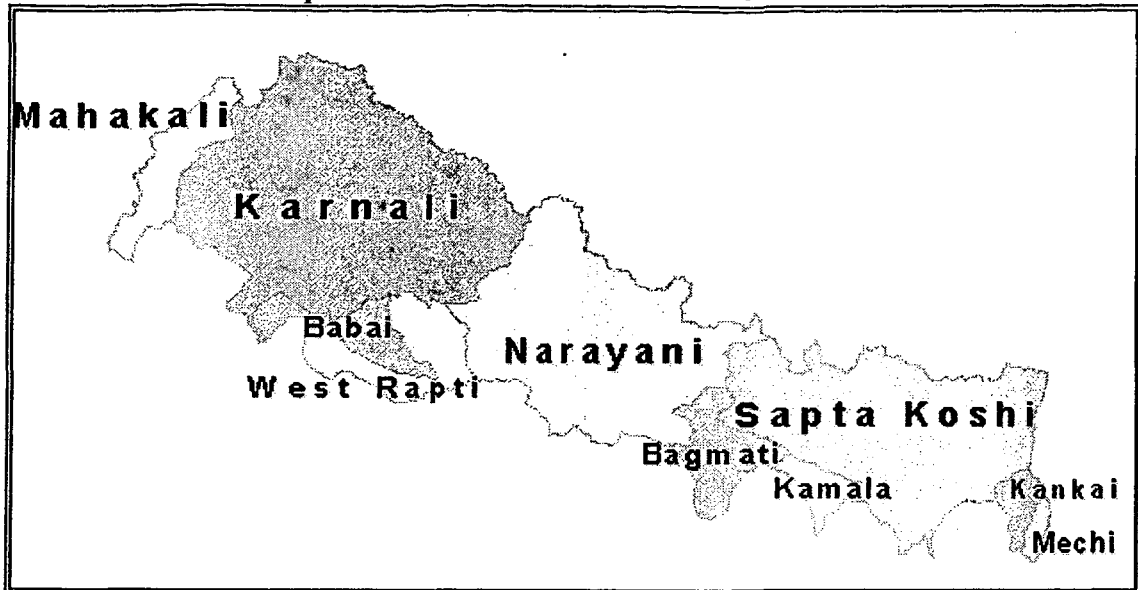 Mahakali
Karnali
Babai
Narayani
West Rapti
Sapta Koshi
Bagmati
Kamala
Kankai
Mechi